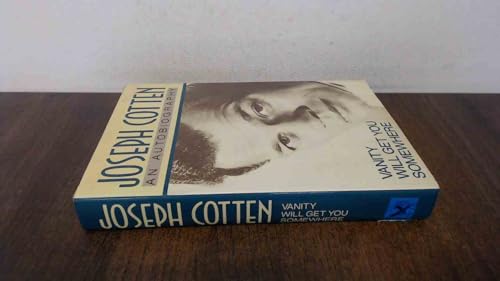 JOSEPH COTTEN
AN AUTOBIOGRAPHY
VANITY
WILL GET YOU
SOMEWHERE
JOSEPH COTTEN
VANITY
WILL GET YOU
SOMEWHERE